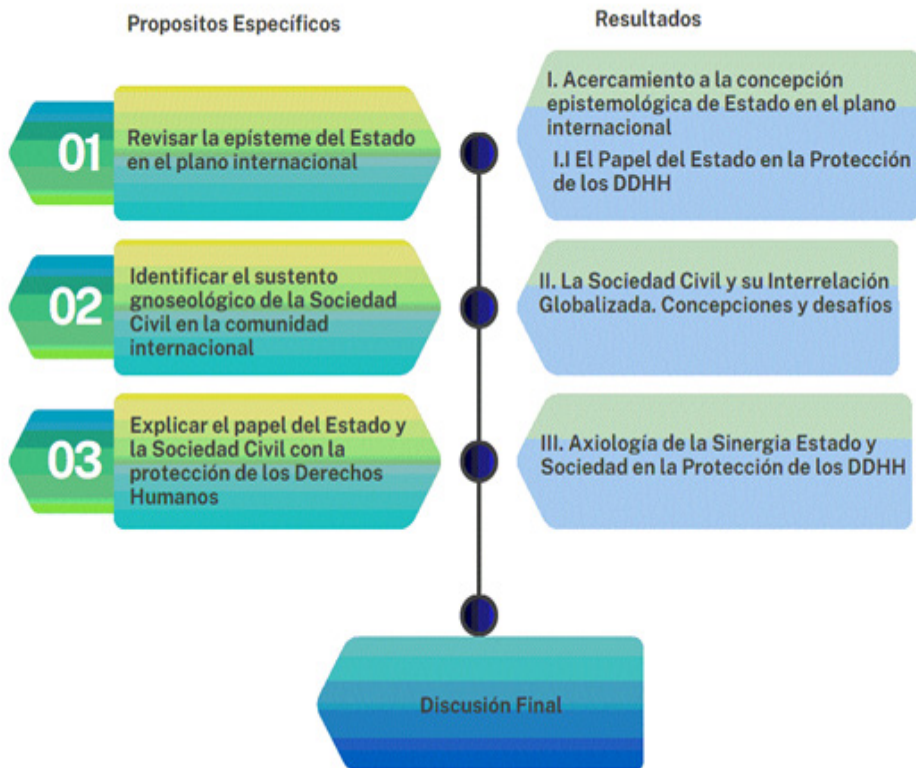 Propositos Específicos
Resultados
01
Revisar la epísteme del Estado
en el plano internacional
I. Acercamiento a la concepción
epistemológica de Estado en el plano
internacional
I.I El Papel del Estado en la Protección
de los DDHH
02
Identificar el sustento
gnoseológico de la Sociedad
Civil en la comunidad
internacional
II. La Sociedad Civil y su Interrelación
Globalizada. Concepciones y desafíos
03
Explicar el papel del Estado y
la Sociedad Civil con la
protección de los Derechos
Humanos
III. Axiología de la Sinergia Estado y
Sociedad en la Protección de los DDHH
Discusión Final